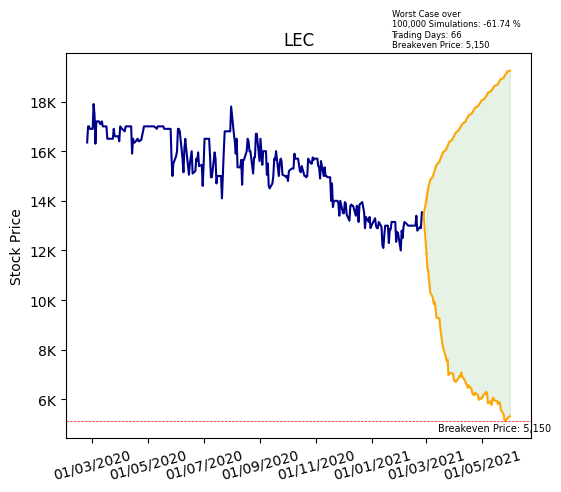 Worst Case over
100,000 Simulations: -61.74 %
Trading Days: 66
Breakeven Price: 5,150
LEC
Stock Price
18K
16K
14K
12K
10K
8K
6K
Breakeven Price: 5,150
01/03/2020
01/05/2020
01/07/2020
01/09/2020
01/11/2020
01/01/2021
01/03/2021
01/05/2021